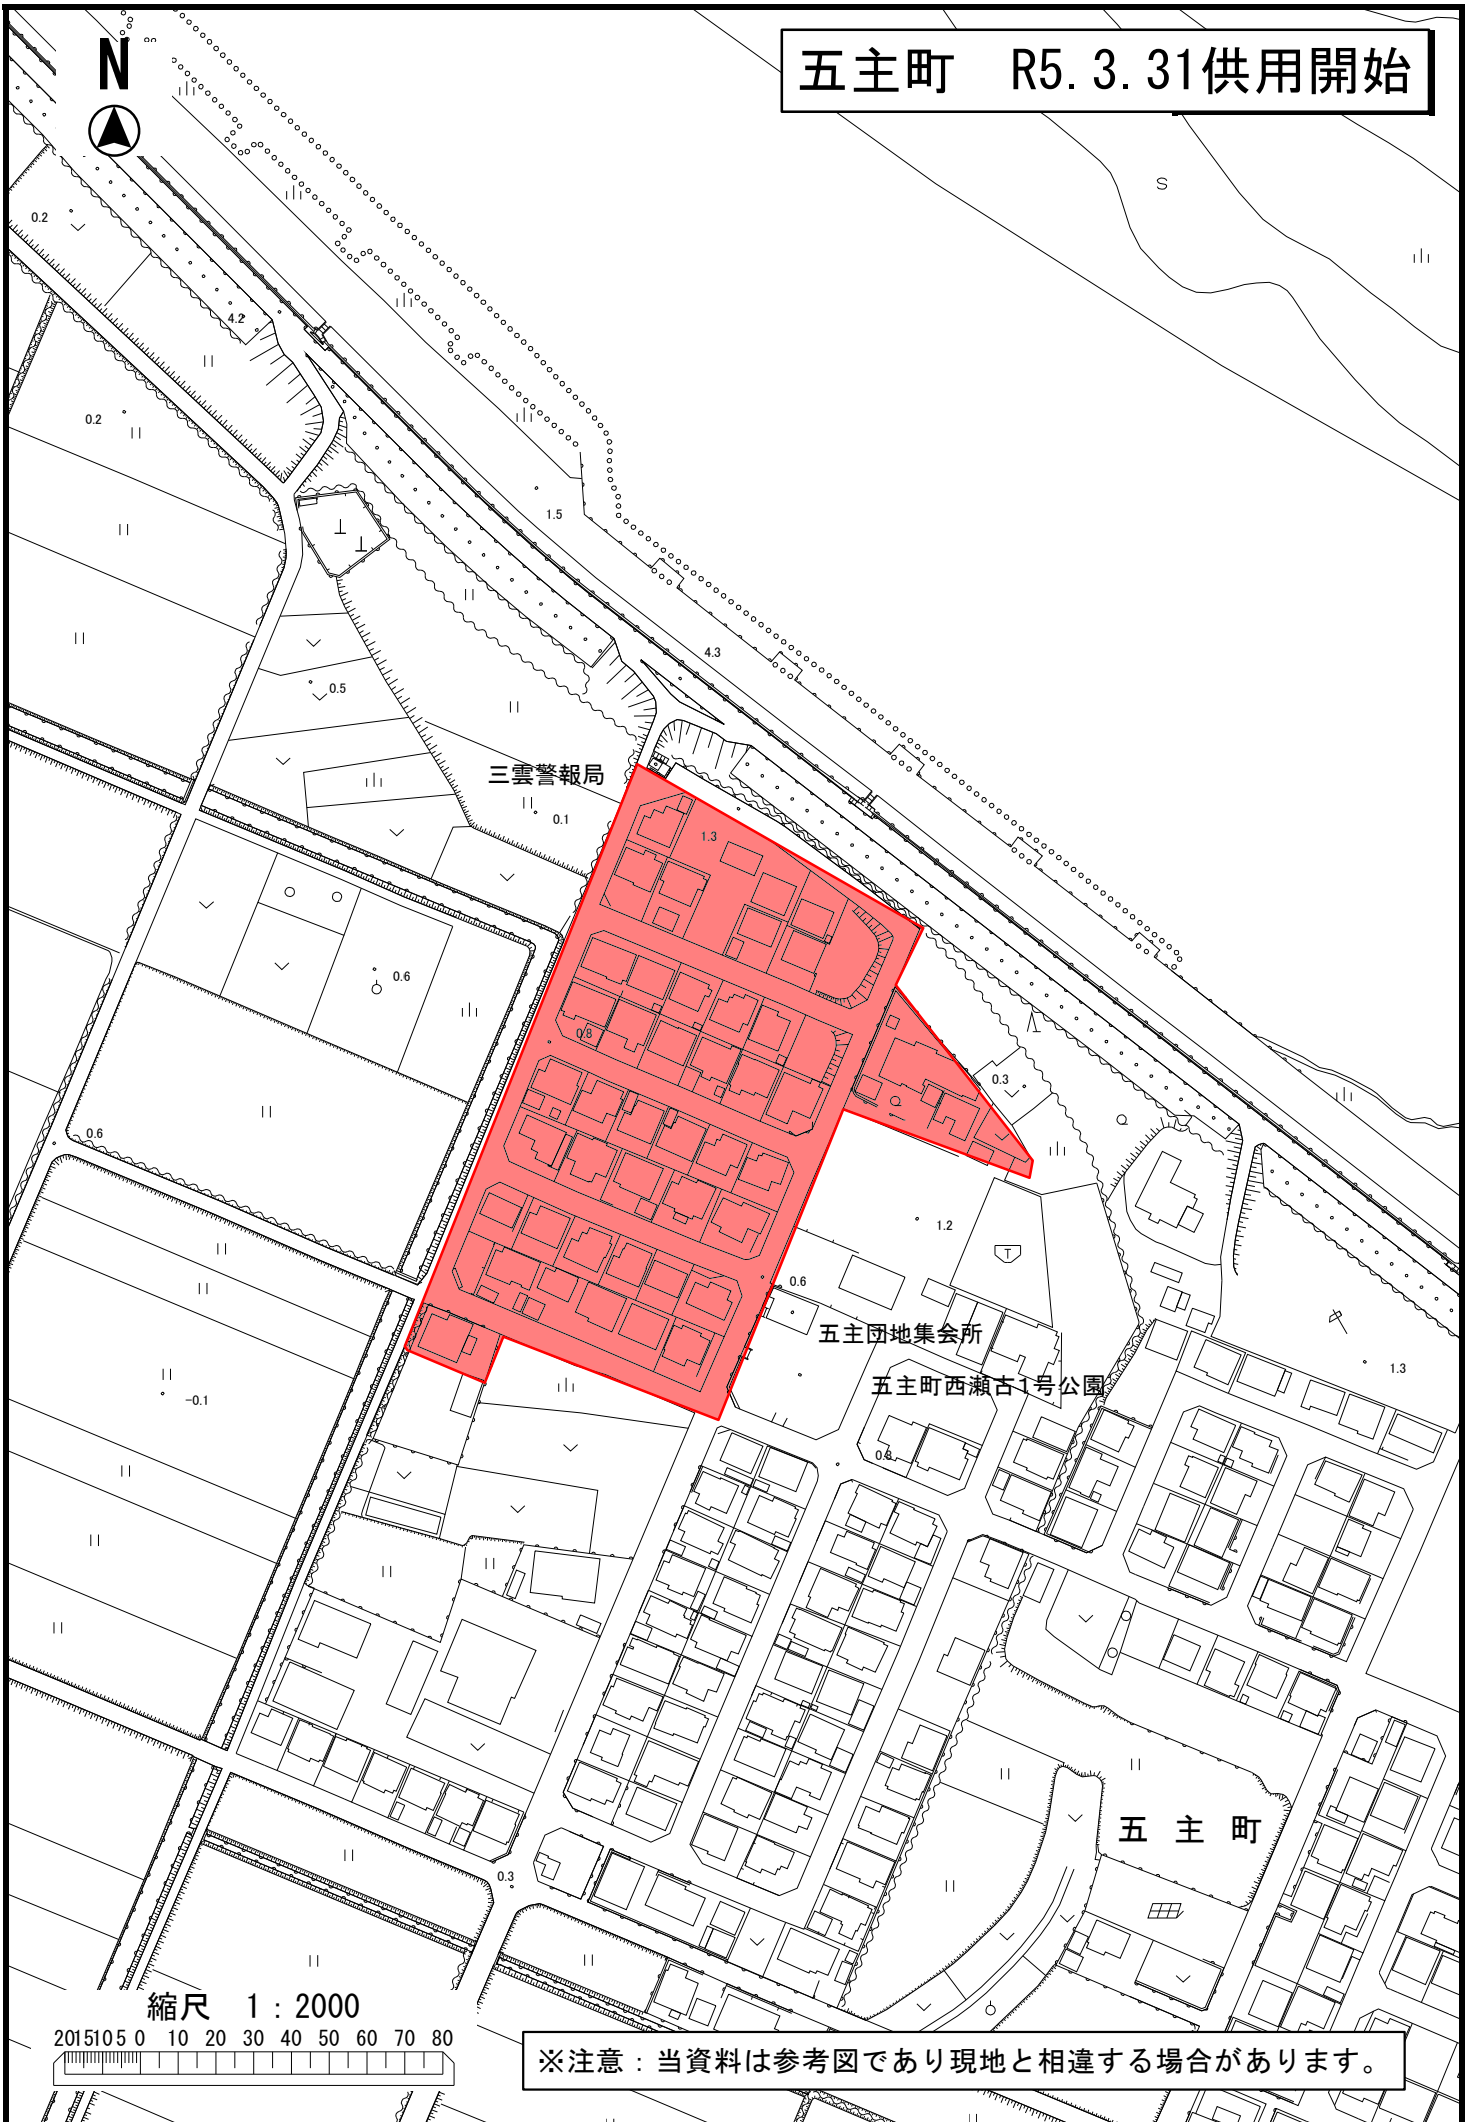 五主町　R5.3.31供用開始
N
S
0.2
4.2
0.2
1.5
4.3
0.5
三雲警報局
0.1
1.3
0.6
0.8
0.3
0.6
1.2
T
0.6
五主団地集会所
1.3
五主町西瀬古1号公園
-0.1
0.8
五主町
0.3
縮尺　1：2000
20 15 10 5 0 10 20 30 40 50 60 70 80
※注意：当資料は参考図であり現地と相違する場合があります。